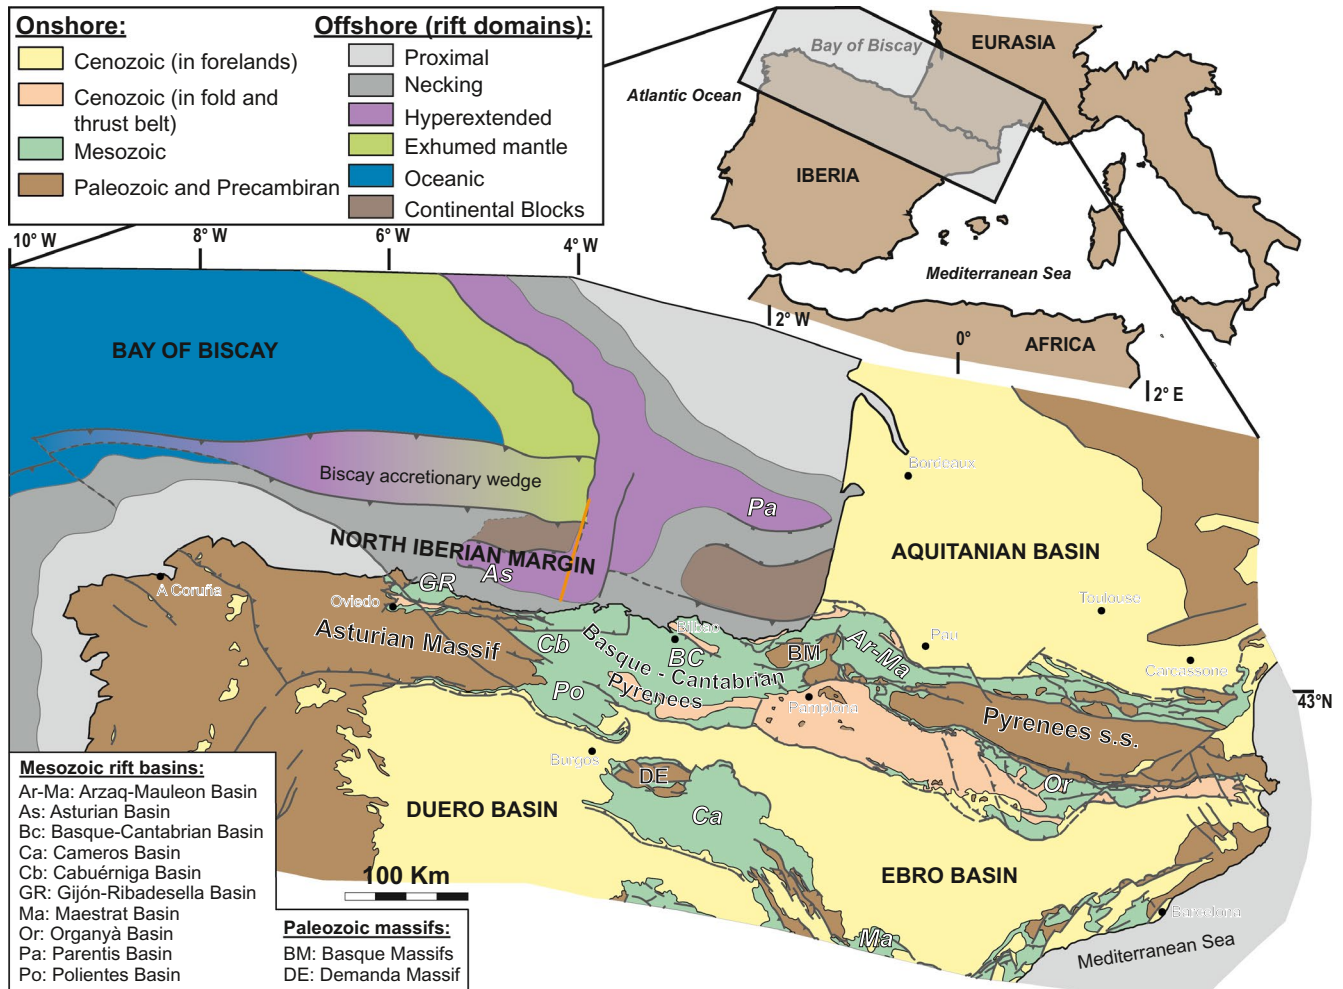 Onshore:
Cenozoic (in forelands)
Cenozoic (in fold and
thrust belt)
Mesozoic
Paleozoic and Precambiran
Offshore (rift domains):
Proximal
Necking
Hyperextended
Exhumed mantle
Oceanic
Continental Blocks
Bay of Biscay
EURASIA
Atlantic Ocean
IBERIA
Mediterranean Sea
AFRICA
10° W
8° W
6° W
4° W
2° W
0°
2° E
43°N
BAY OF BISCAY
Biscay accretionary wedge
NORTH IBERIAN MARGIN
Pa
As
GR
Bordeaux
AQUITANIAN BASIN
A Coruña
Oviedo
Asturian Massif
Cb
Basque - Cantabrian
Pyrenees
Bilbao
BC
BM
Ar-Ma
Pau
Toulouse
Carcassone
Po
Pamplona
Pyrenees s.s.
Burgos
DE
Or
DUERO BASIN
Ca
EBRO BASIN
Ma
Barcelona
Mediterranean Sea
100 Km
Mesozoic rift basins:
Ar-Ma: Arzaq-Mauleon Basin
As: Asturian Basin
Bc: Basque-Cantabrian Basin
Ca: Cameros Basin
Cb: Cabuérniga Basin
GR: Gijón-Ribadesella Basin
Ma: Maestrat Basin
Or: Organyà Basin
Pa: Parentis Basin
Po: Polientes Basin
Paleozoic massifs:
BM: Basque Massifs
DE: Demanda Massif